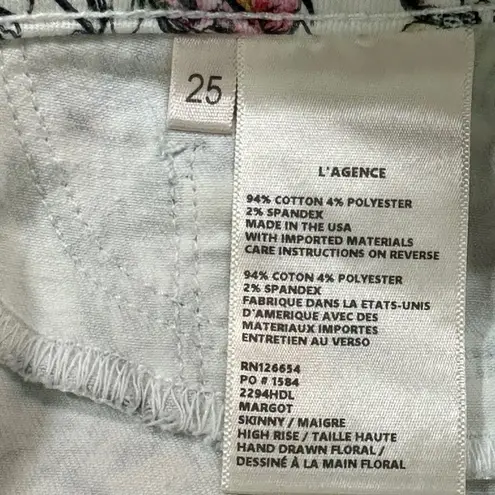 25
L'AGENCE
94% COTTON 4% POLYESTER
2% SPANDEX
MADE IN THE USA
WITH IMPORTED MATERIALS
CARE INSTRUCTIONS ON REVERSE
94% COTON 4% POLYESTER
2% SPANDEX
FABRIQUE DANS LA ETATS-UNIS
D'AMERIQUE AVEC DES
MATERIAUX IMPORTES
ENTRETIEN AU VERSO
RN126654
PO # 1584
2294HDL
MARGOT
SKINNY / MAIGRE
HIGH RISE / TAILLE HAUTE
HAND DRAWN FLORAL /
DESSINÉ À LA MAIN FLORAL